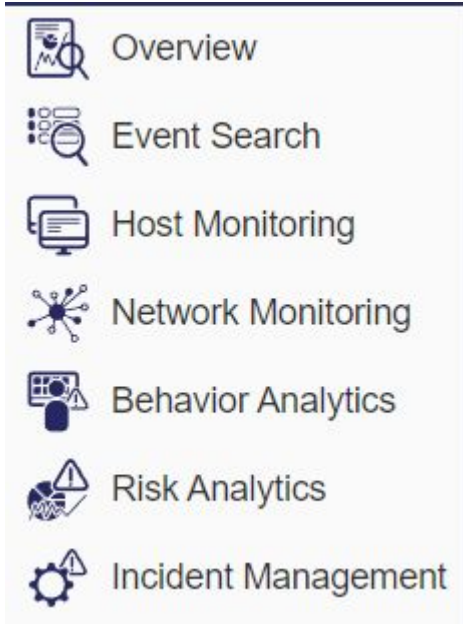 Overview
Event Search
Host Monitoring
Network Monitoring
Behavior Analytics
Risk Analytics
Incident Management